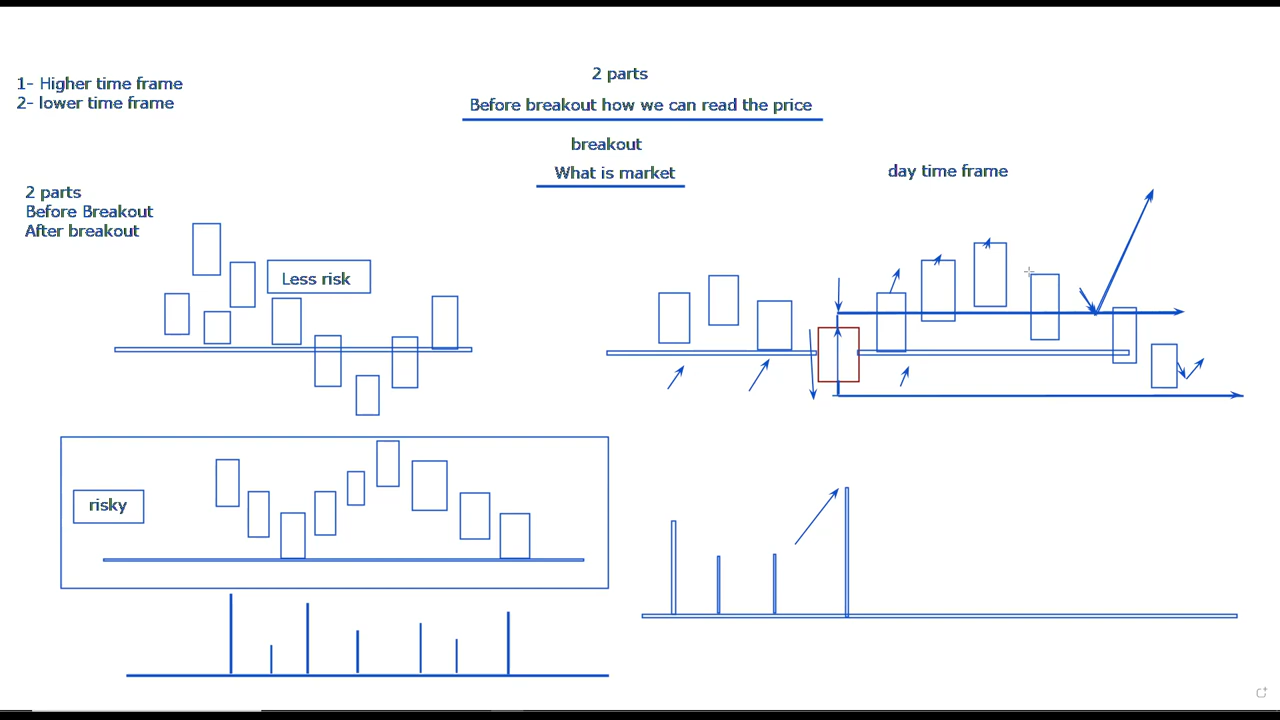 1- Higher time frame
2- lower time frame
2 parts
Before breakout how we can read the price
breakout
What is market
day time frame
2 parts
Before Breakout
After breakout
Less risk
risky